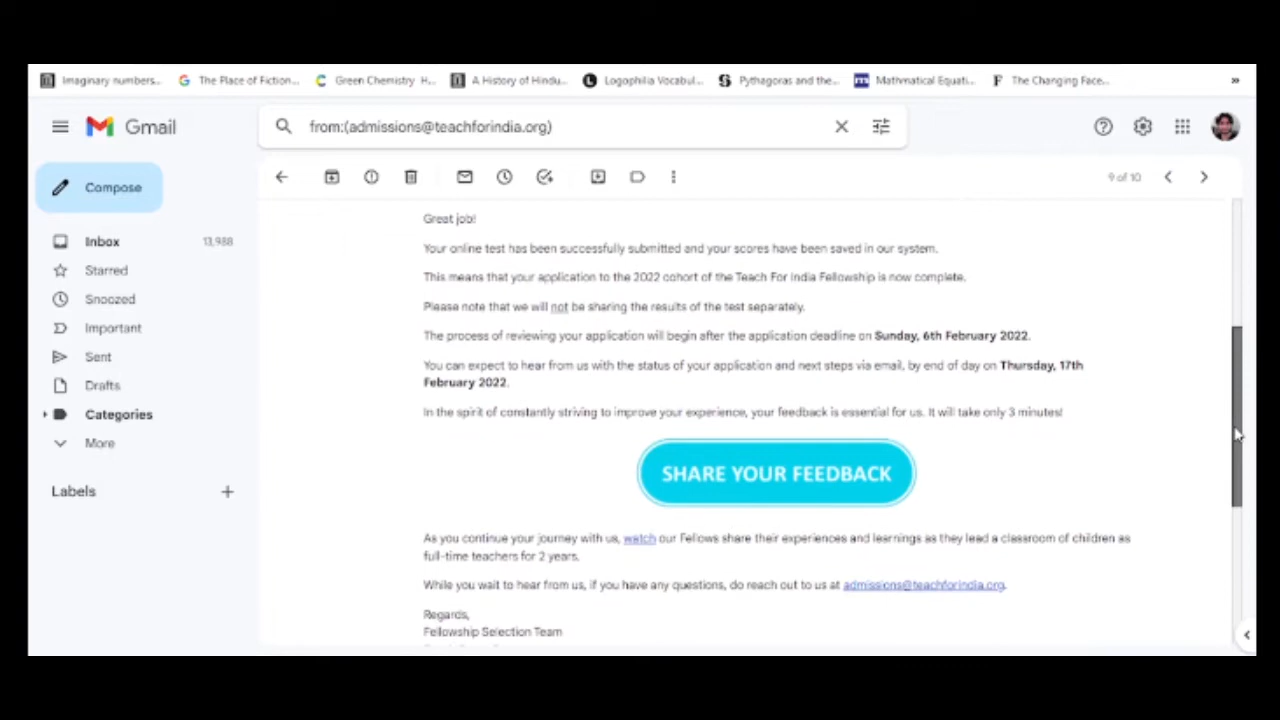 Imaginary numbers... The Place of Fiction... Green Chemistry H... A History of Hindu... Logophilia Vocabul... Pythagoras and the... Mathmatical Equati... The Changing Face... »
Gmail from:(admissions@teachforindia.org)
Compose
9 of 10
Inbox 13,988
Starred
Snoozed
Important
Sent
Drafts
Categories
More
Labels +
Great job!
Your online test has been successfully submitted and your scores have been saved in our system.
This means that your application to the 2022 cohort of the Teach For India Fellowship is now complete.
Please note that we will not be sharing the results of the test separately.
The process of reviewing your application will begin after the application deadline on Sunday, 6th February 2022.
You can expect to hear from us with the status of your application and next steps via email, by end of day on Thursday, 17th
February 2022.
In the spirit of constantly striving to improve your experience, your feedback is essential for us. It will take only 3 minutes!
SHARE YOUR FEEDBACK
As you continue your journey with us, watch our Fellows share their experiences and learnings as they lead a classroom of children as
full-time teachers for 2 years.
While you wait to hear from us, if you have any questions, do reach out to us at admissions@teachforindia.org.
Regards,
Fellowship Selection Team